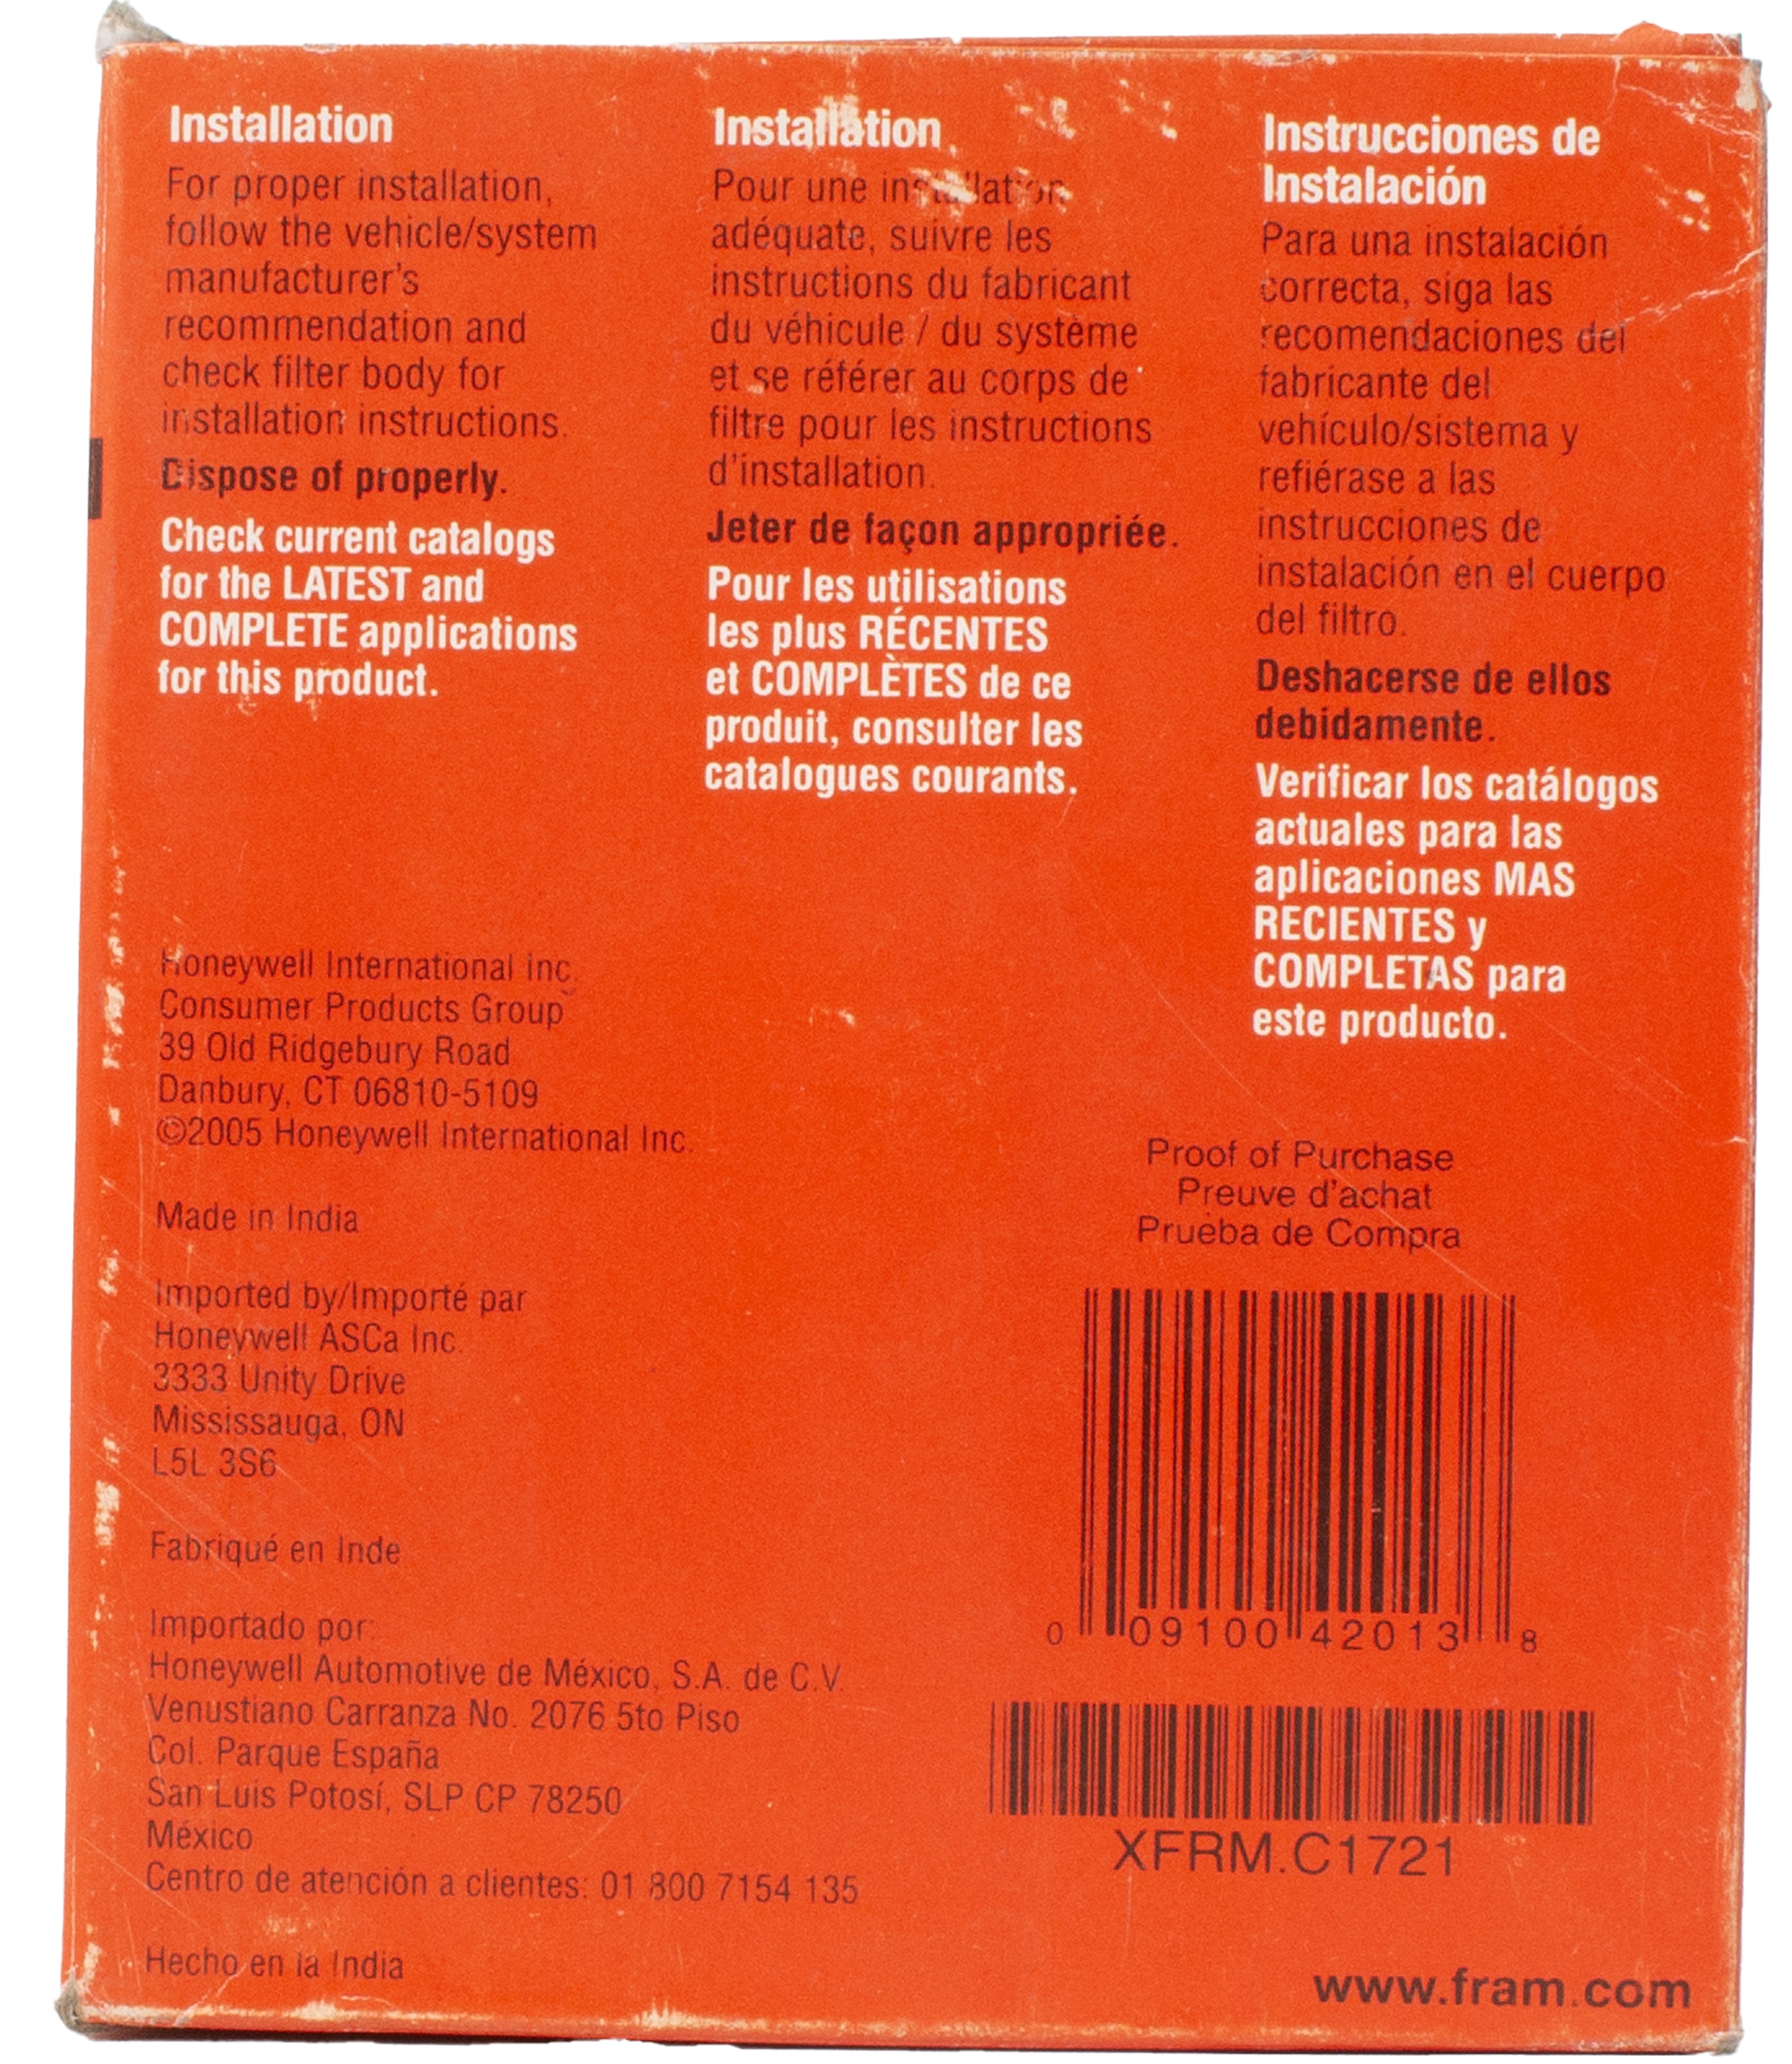 Installation
For proper installation,
follow the vehicle/system
manufacturer's
recommendation and
check filter body for
installation instructions.
Dispose of properly.
Check current catalogs
for the LATEST and
COMPLETE applications
for this product.
Installation
Pour une installation
adéquate, suivre les
instructions du fabricant
du véhicule / du système
et se référer au corps de
filtre pour les instructions
d'installation.
Jeter de façon appropriée.
Pour les utilisations
les plus RÉCENTES
et COMPLÈTES de ce
produit, consulter les
catalogues courants.
Instrucciones de
Instalación
Para una instalación
correcta, siga las
recomendaciones del
fabricante del
vehículo/sistema y
refiérase a las
instrucciones de
instalación en el cuerpo
del filtro.
Deshacerse de ellos
debidamente.
Verificar los catálogos
actuales para las
aplicaciones MAS
RECIENTES y
COMPLETAS para
este producto.
Honeywell International Inc.
Consumer Products Group
39 Old Ridgebury Road
Danbury, CT 06810-5109
©2005 Honeywell International Inc.
Made in India
Imported by/Importé par
Honeywell ASCa Inc.
3333 Unity Drive
Mississauga, ON
L5L 3S6
Fabriqué en Inde
Importado por:
Honeywell Automotive de México, S.A. de C.V.
Venustiano Carranza No. 2076 5to Piso
Col. Parque España
San Luis Potosí, SLP CP 78250
México
Centro de atención a clientes: 01 800 7154 135
Hecho en la India
Proof of Purchase
Preuve d'achat
Prueba de Compra
0 09100 42013 8
XFRM.C1721
www.fram.com